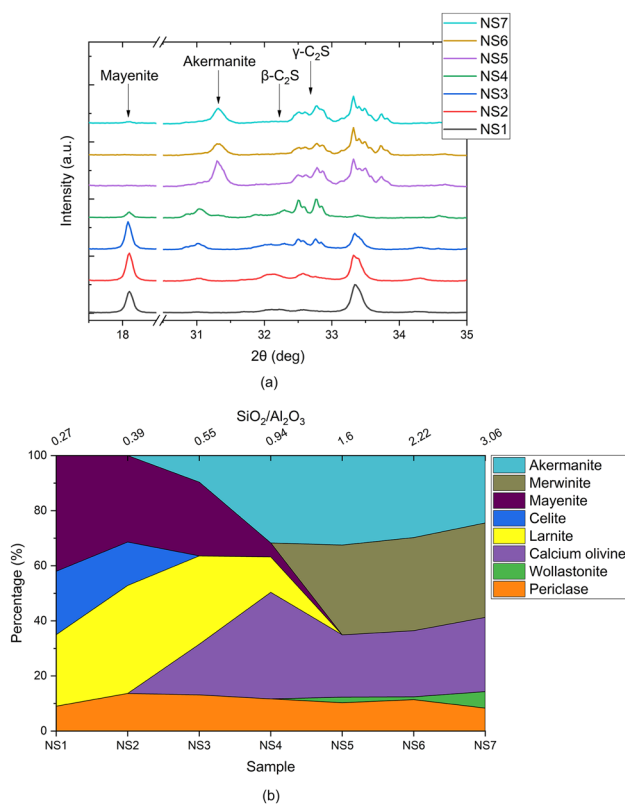 NS7
NS6
NS5
NS4
NS3
NS2
NS1
γ-C₂S
Akermanite
Mayenite
β-C₂S
Intensity (a.u.)
18 31 32 33 34 35
2θ (deg)
(a)
SiO₂/Al₂O₃
0.27 0.39 0.55 0.94 1.6 2.22 3.06
100
80
60
40
20
0
Percentage (%)
Akermanite
Merwinite
Mayenite
Celite
Larnite
Calcium olivine
Wollastonite
Periclase
NS1 NS2 NS3 NS4 NS5 NS6 NS7
Sample
(b)